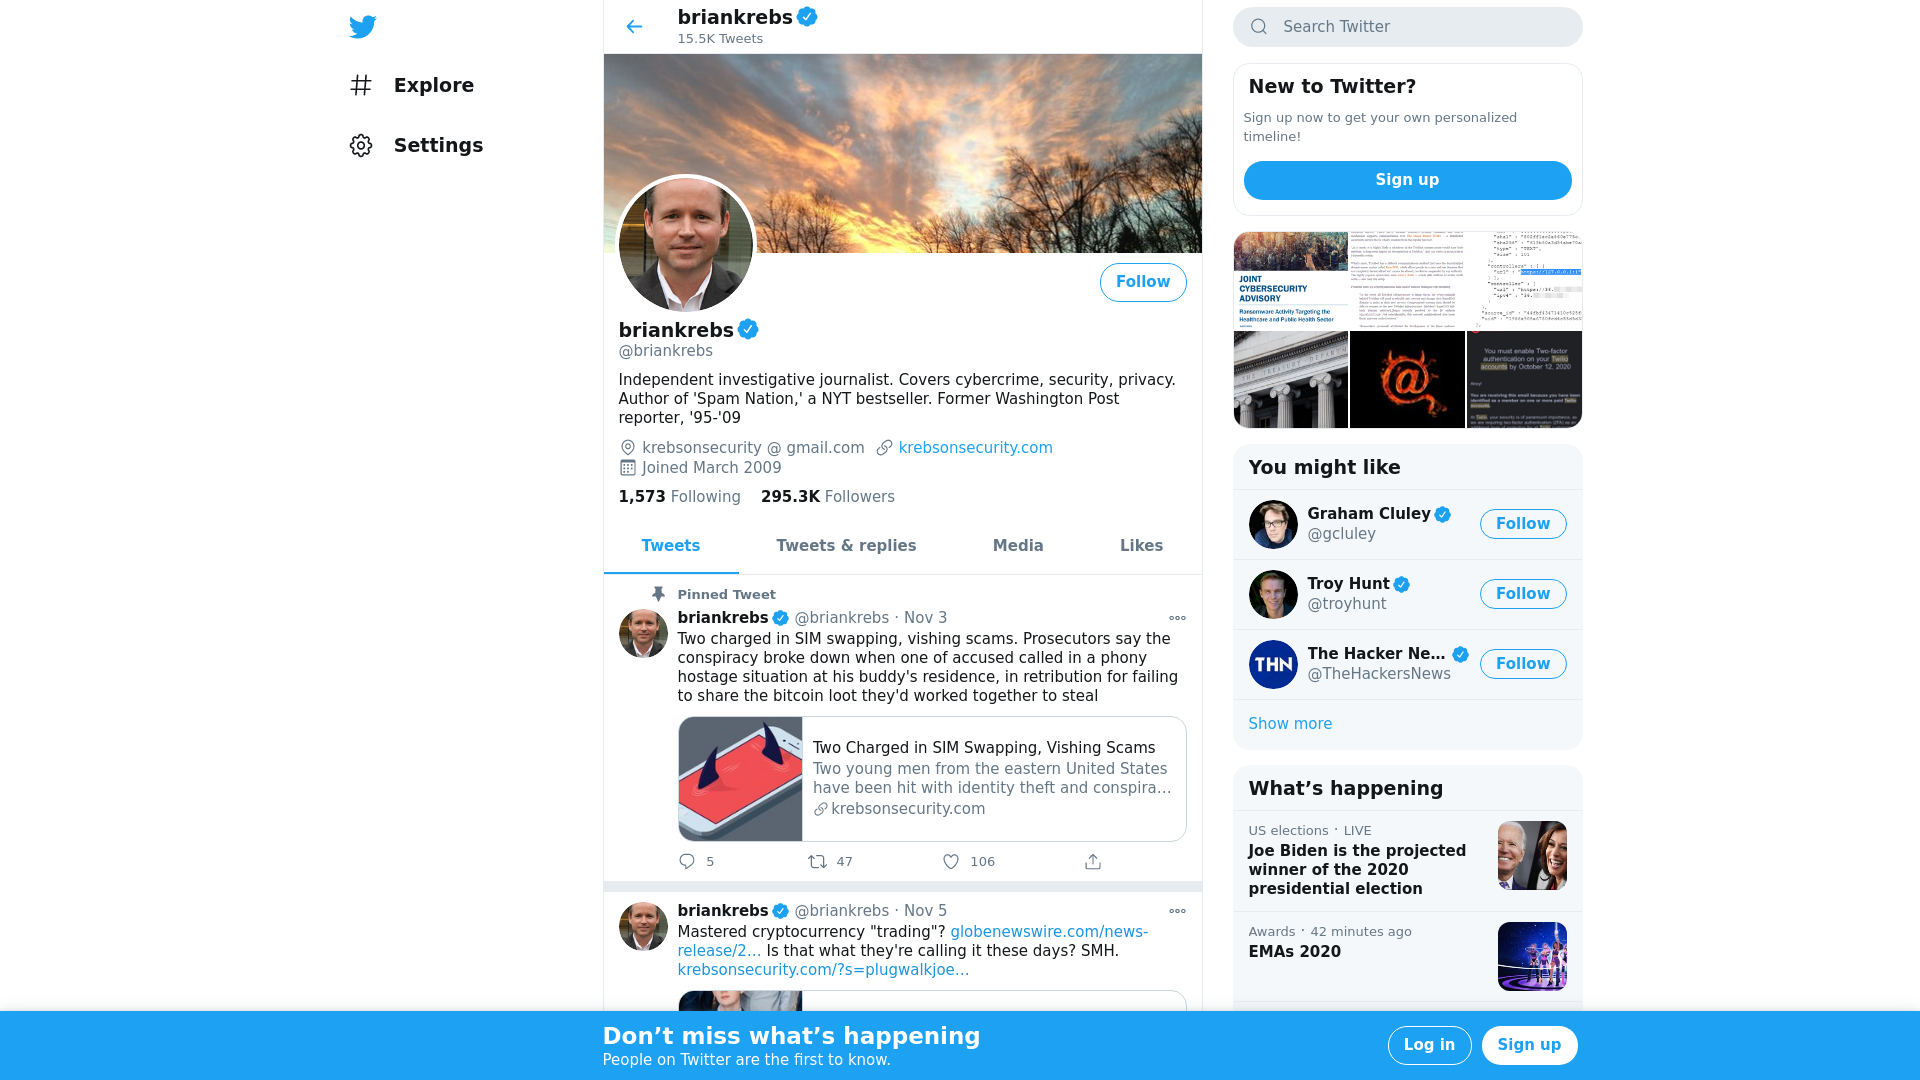 Explore
Settings
briankrebs
15.5K Tweets
Follow
briankrebs
@briankrebs
Independent investigative journalist. Covers cybercrime, security, privacy.
Author of 'Spam Nation,' a NYT bestseller. Former Washington Post
reporter, '95-'09
krebsonsecurity @ gmail.com krebsonsecurity.com
Joined March 2009
1,573 Following 295.3K Followers
Tweets Tweets & replies Media Likes
Pinned Tweet
briankrebs @briankrebs · Nov 3
Two charged in SIM swapping, vishing scams. Prosecutors say the
conspiracy broke down when one of accused called in a phony
hostage situation at his buddy's residence, in retribution for failing
to share the bitcoin loot they'd worked together to steal
Two Charged in SIM Swapping, Vishing Scams
Two young men from the eastern United States
have been hit with identity theft and conspira...
krebsonsecurity.com
5 47 106
briankrebs @briankrebs · Nov 5
Mastered cryptocurrency "trading"? globenewswire.com/news-
release/2… Is that what they're calling it these days? SMH.
krebsonsecurity.com/?s=plugwalkjoe…
Search Twitter
New to Twitter?
Sign up now to get your own personalized
timeline!
Sign up
JOINT
CYBERSECURITY
ADVISORY
Ransomware Activity Targeting the
Healthcare and Public Health Sector
You must enable Two-factor
authentication on your Twilio
accounts by October 12, 2020
You might like
Graham Cluley
@gcluley
Follow
Troy Hunt
@troyhunt
Follow
THN
The Hacker Ne...
@TheHackersNews
Follow
Show more
What’s happening
US elections · LIVE
Joe Biden is the projected
winner of the 2020
presidential election
Awards · 42 minutes ago
EMAs 2020
Don’t miss what’s happening
People on Twitter are the first to know.
Log in
Sign up